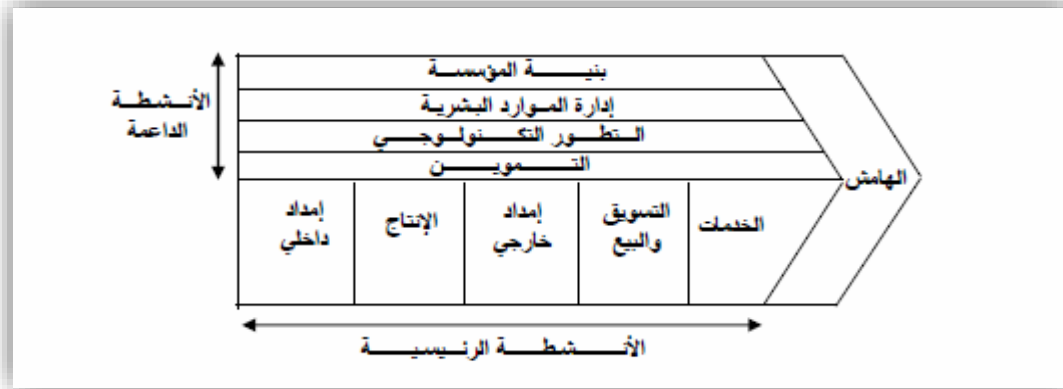 بنية المؤسسة
إدارة الموارد البشرية
التطور التكنولوجي
التموين
الأنشطة
الداعمة
الهامش
إمداد
داخلي
الإنتاج
إمداد
خارجي
التسويق
والبيع
الخدمات
الأنشطة الرئيسية